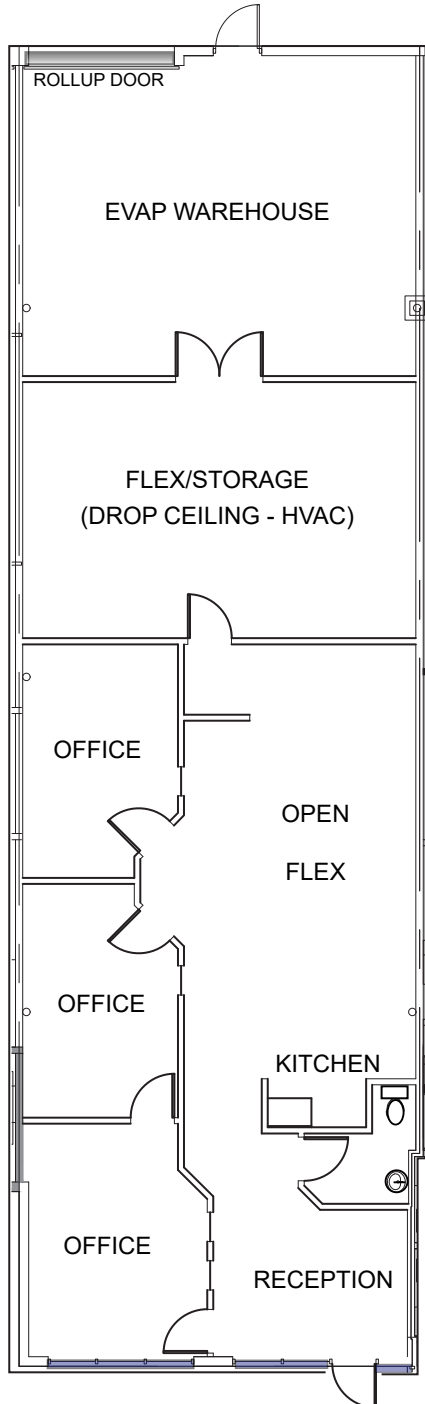 ROLLUP DOOR
EVAP WAREHOUSE
FLEX/STORAGE
(DROP CEILING - HVAC)
OFFICE
OPEN
FLEX
OFFICE
KITCHEN
OFFICE
RECEPTION